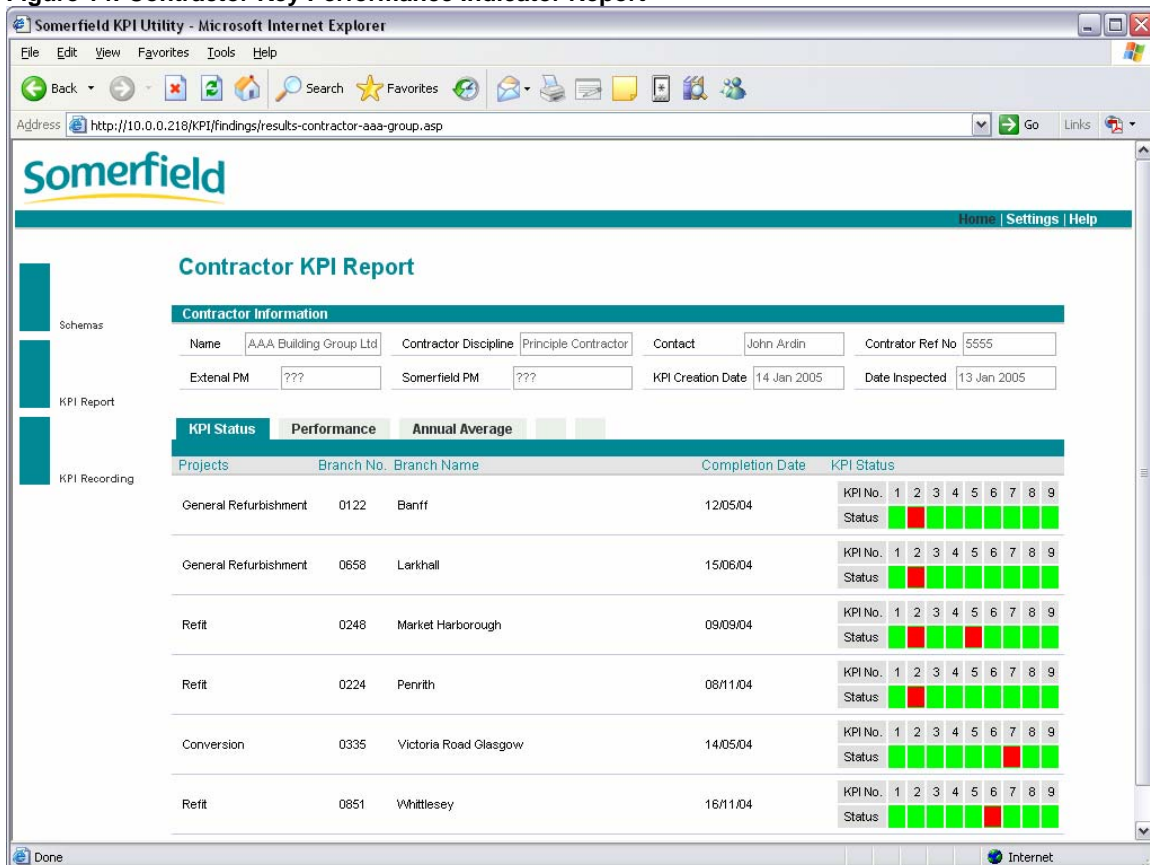 Somerfield KPI Utility - Microsoft Internet Explorer
File Edit View Favorites Tools Help
Back Search Favorites
Address http://10.0.0.218/KPI/findings/results-contractor-aaa-group.asp Go Links
Somerfield
Home | Settings | Help
Contractor KPI Report
Schemas
KPI Report
KPI Recording
Contractor Information
Name AAA Building Group Ltd Contractor Discipline Principle Contractor Contact John Ardin Contrator Ref No 5555
Extenal PM ??? Somerfield PM ??? KPI Creation Date 14 Jan 2005 Date Inspected 13 Jan 2005
KPI Status Performance Annual Average
Projects Branch No. Branch Name Completion Date KPI Status
KPI No. 1 2 3 4 5 6 7 8 9
General Refurbishment 0122 Banff 12/05/04
Status
KPI No. 1 2 3 4 5 6 7 8 9
General Refurbishment 0658 Larkhall 15/06/04
Status
KPI No. 1 2 3 4 5 6 7 8 9
Refit 0248 Market Harborough 09/09/04
Status
KPI No. 1 2 3 4 5 6 7 8 9
Refit 0224 Penrith 08/11/04
Status
KPI No. 1 2 3 4 5 6 7 8 9
Conversion 0335 Victoria Road Glasgow 14/05/04
Status
KPI No. 1 2 3 4 5 6 7 8 9
Refit 0851 Whittlesey 16/11/04
Status
Done Internet